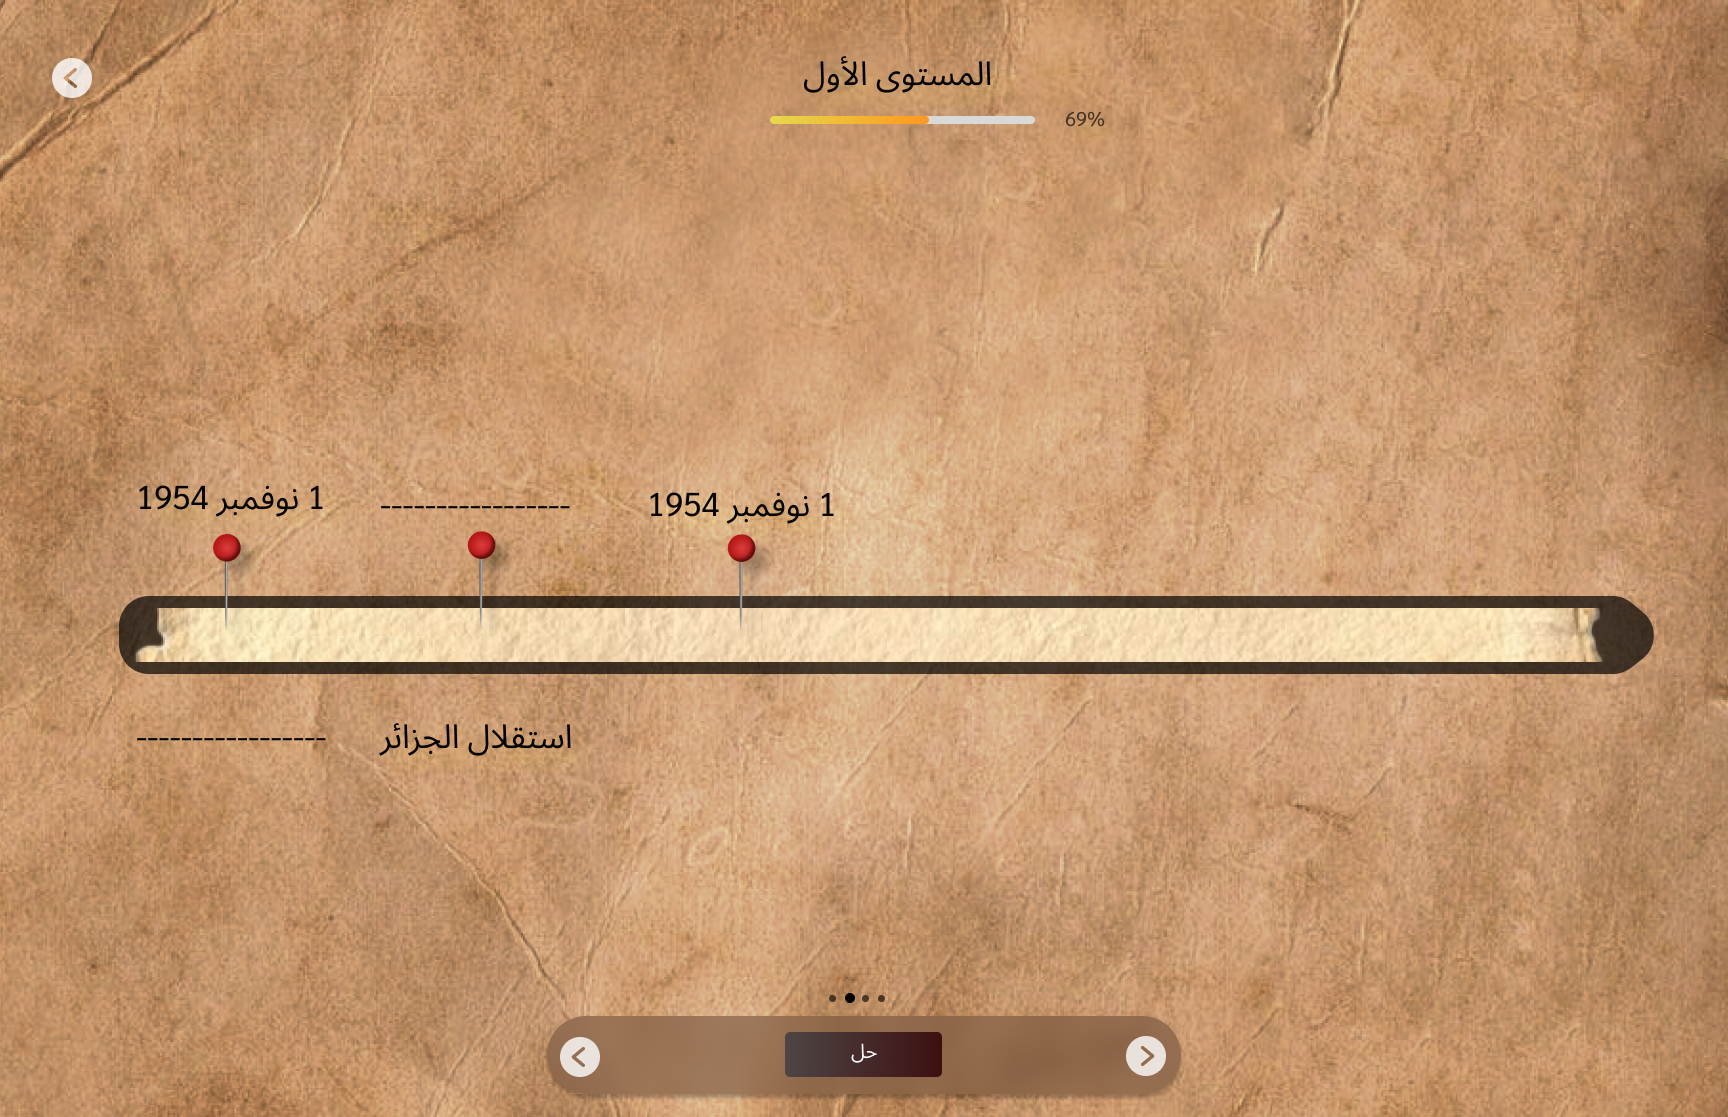 المستوى الأول
69%
1 نوفمبر 1954
-----------------
1 نوفمبر 1954
-----------------
استقلال الجزائر
حل